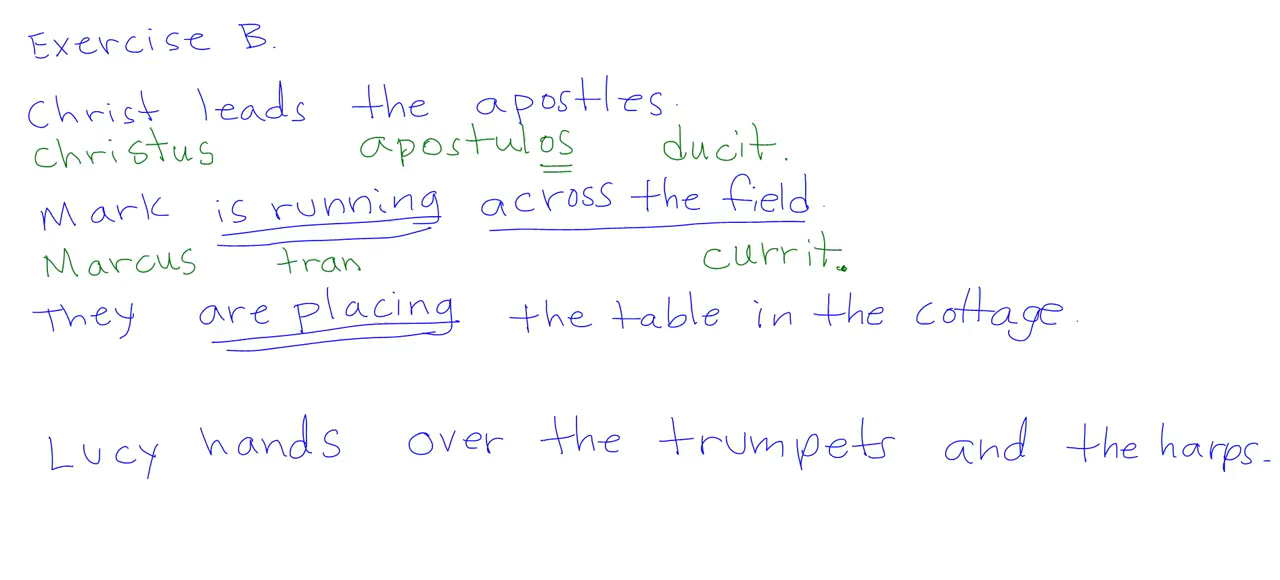 Exercise B.
Christ leads the apostles.
Christus apostulos ducit.
Mark is running across the field.
Marcus tran currit.
They are placing the table in the cottage.
Lucy hands over the trumpets and the harps.